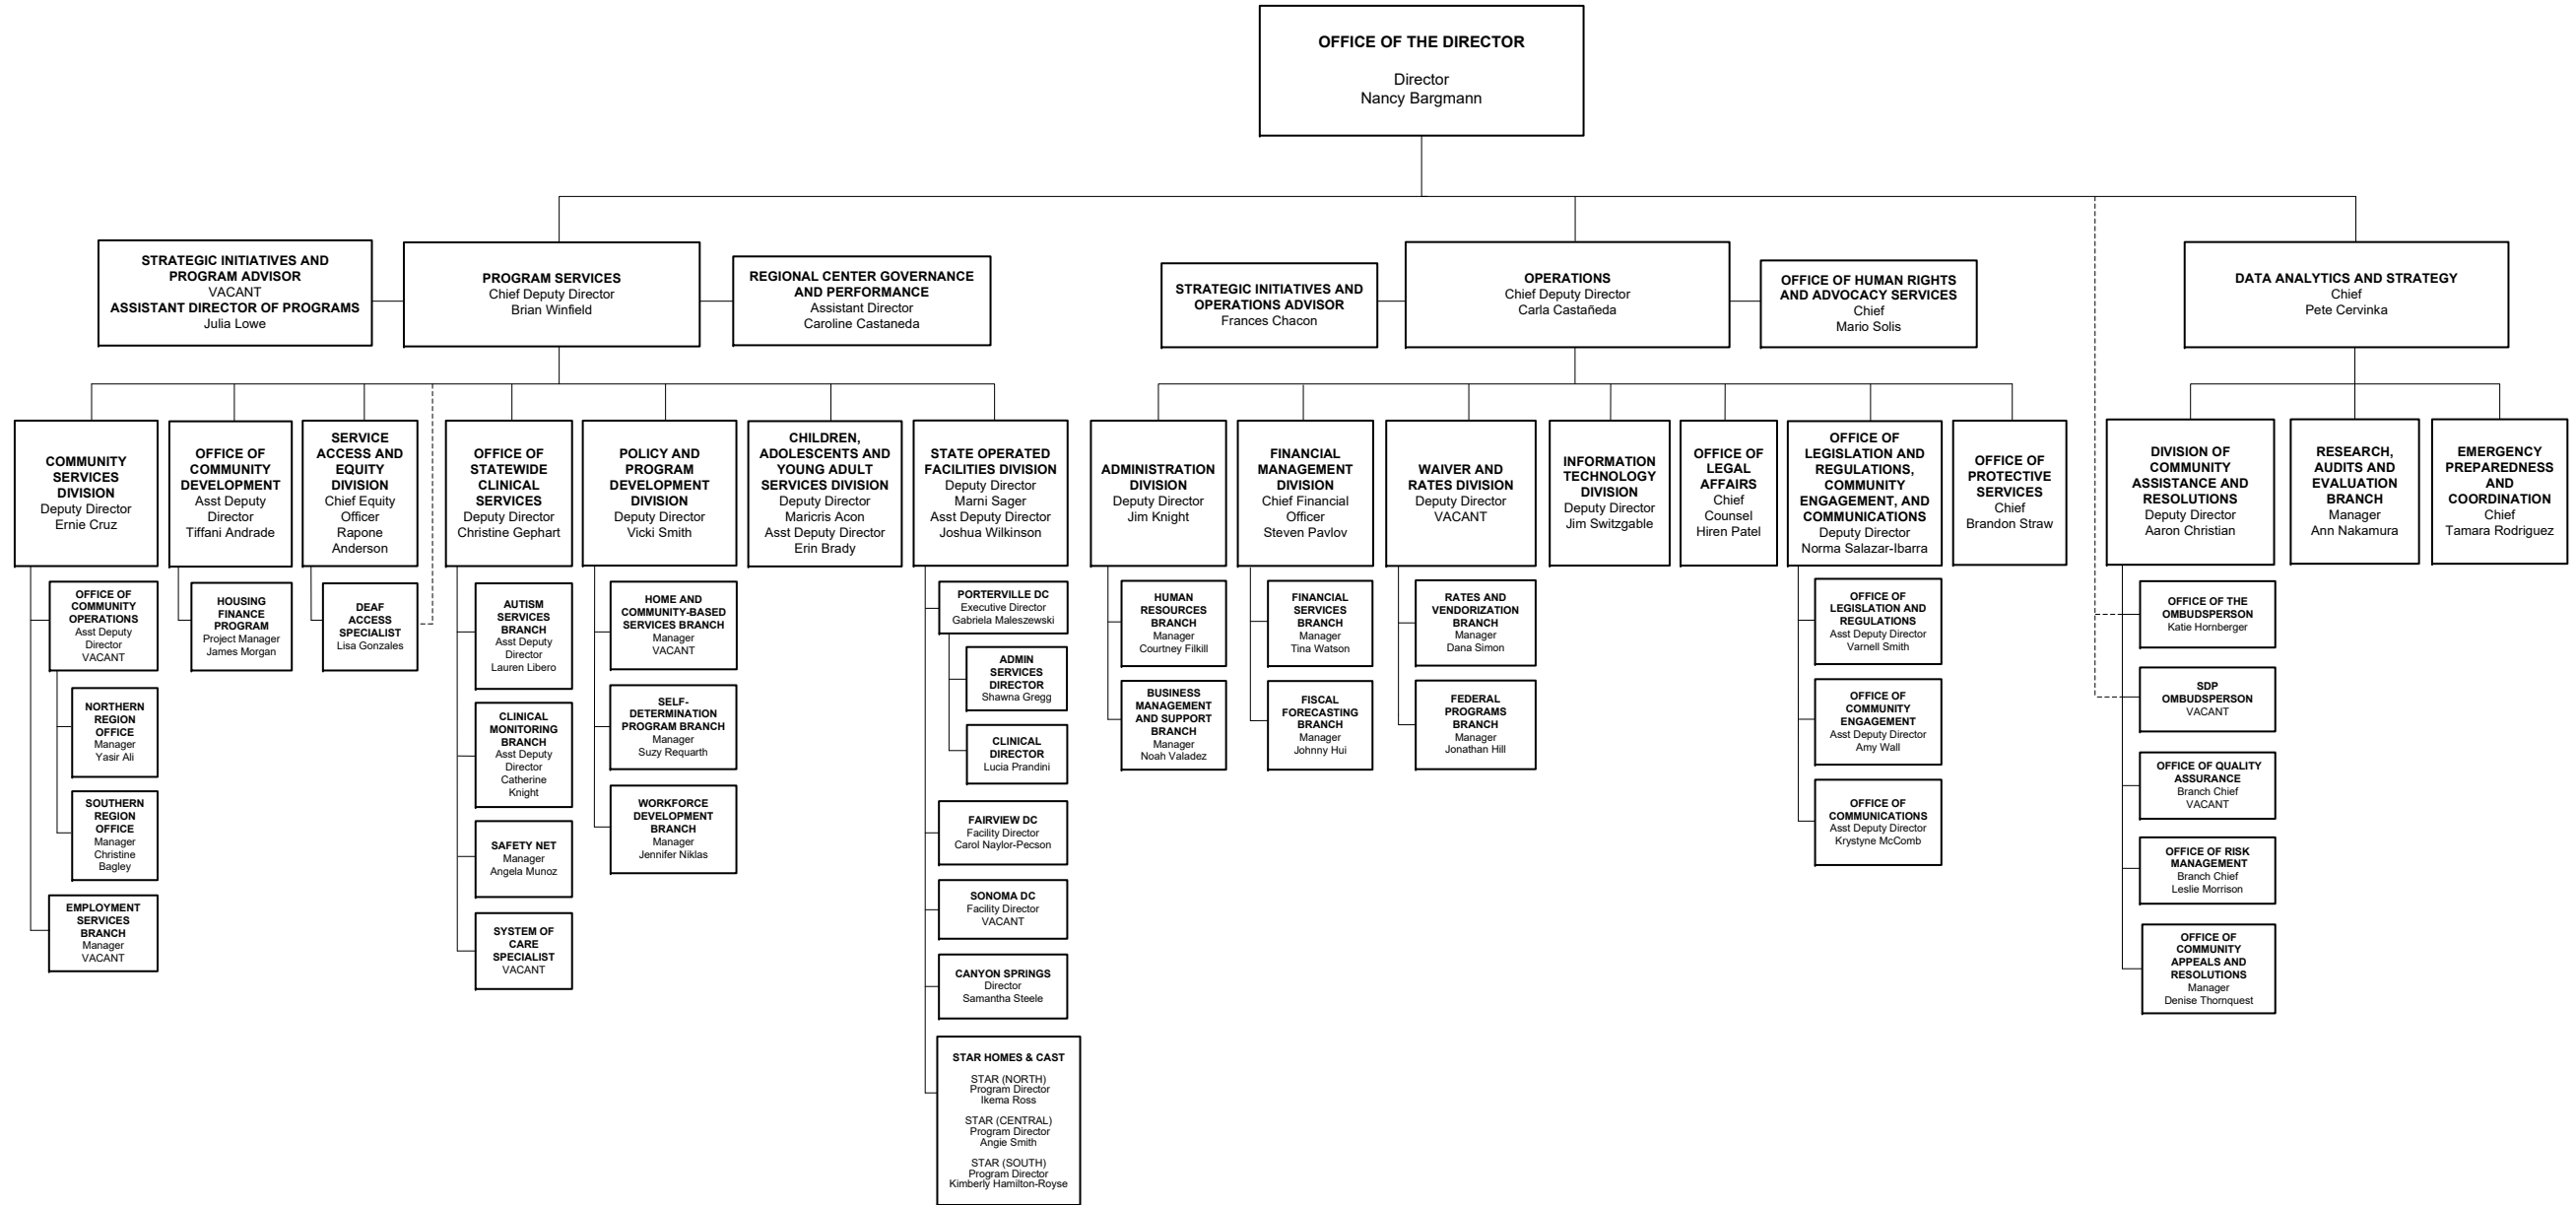 OFFICE OF THE DIRECTOR
Director
Nancy Bargmann
STRATEGIC INITIATIVES AND
PROGRAM ADVISOR
VACANT
ASSISTANT DIRECTOR OF PROGRAMS
Julia Lowe
PROGRAM SERVICES
Chief Deputy Director
Brian Winfield
REGIONAL CENTER GOVERNANCE
AND PERFORMANCE
Assistant Director
Caroline Castaneda
STRATEGIC INITIATIVES AND
OPERATIONS ADVISOR
Frances Chacon
OPERATIONS
Chief Deputy Director
Carla Castañeda
OFFICE OF HUMAN RIGHTS
AND ADVOCACY SERVICES
Chief
Mario Solis
DATA ANALYTICS AND STRATEGY
Chief
Pete Cervinka
COMMUNITY
SERVICES
DIVISION
Deputy Director
Ernie Cruz
OFFICE OF
COMMUNITY
DEVELOPMENT
Asst Deputy
Director
Tiffani Andrade
SERVICE
ACCESS AND
EQUITY
DIVISION
Chief Equity
Officer
Rapone
Anderson
OFFICE OF
STATEWIDE
CLINICAL
SERVICES
Deputy Director
Christine Gephart
POLICY AND
PROGRAM
DEVELOPMENT
DIVISION
Deputy Director
Vicki Smith
CHILDREN,
ADOLESCENTS AND
YOUNG ADULT
SERVICES DIVISION
Deputy Director
Maricris Acon
Asst Deputy Director
Erin Brady
STATE OPERATED
FACILITIES DIVISION
Deputy Director
Marni Sager
Asst Deputy Director
Joshua Wilkinson
ADMINISTRATION
DIVISION
Deputy Director
Jim Knight
FINANCIAL
MANAGEMENT
DIVISION
Chief Financial
Officer
Steven Pavlov
WAIVER AND
RATES DIVISION
Deputy Director
VACANT
INFORMATION
TECHNOLOGY
DIVISION
Deputy Director
Jim Switzgable
OFFICE OF
LEGAL
AFFAIRS
Chief
Counsel
Hiren Patel
OFFICE OF
LEGISLATION AND
REGULATIONS,
COMMUNITY
ENGAGEMENT, AND
COMMUNICATIONS
Deputy Director
Norma Salazar-Ibarra
OFFICE OF
PROTECTIVE
SERVICES
Chief
Brandon Straw
DIVISION OF
COMMUNITY
ASSISTANCE AND
RESOLUTIONS
Deputy Director
Aaron Christian
RESEARCH,
AUDITS AND
EVALUATION
BRANCH
Manager
Ann Nakamura
EMERGENCY
PREPAREDNESS
AND
COORDINATION
Chief
Tamara Rodriguez
OFFICE OF
COMMUNITY
OPERATIONS
Asst Deputy
Director
VACANT
NORTHERN
REGION
OFFICE
Manager
Yasir Ali
SOUTHERN
REGION
OFFICE
Manager
Christine
Bagley
EMPLOYMENT
SERVICES
BRANCH
Manager
VACANT
HOUSING
FINANCE
PROGRAM
Project Manager
James Morgan
DEAF
ACCESS
SPECIALIST
Lisa Gonzales
AUTISM
SERVICES
BRANCH
Asst Deputy
Director
Lauren Libero
CLINICAL
MONITORING
BRANCH
Asst Deputy
Director
Catherine
Knight
SAFETY NET
Manager
Angela Munoz
SYSTEM OF
CARE
SPECIALIST
VACANT
HOME AND
COMMUNITY-BASED
SERVICES BRANCH
Manager
VACANT
SELF-
DETERMINATION
PROGRAM BRANCH
Manager
Suzy Requarth
WORKFORCE
DEVELOPMENT
BRANCH
Manager
Jennifer Niklas
PORTERVILLE DC
Executive Director
Gabriela Maleszewski
ADMIN
SERVICES
DIRECTOR
Shawna Gregg
CLINICAL
DIRECTOR
Lucia Prandini
FAIRVIEW DC
Facility Director
Carol Naylor-Pecson
SONOMA DC
Facility Director
VACANT
CANYON SPRINGS
Director
Samantha Steele
STAR HOMES & CAST
STAR (NORTH)
Program Director
Ikema Ross
STAR (CENTRAL)
Program Director
Angie Smith
STAR (SOUTH)
Program Director
Kimberly Hamilton-Royse
HUMAN
RESOURCES
BRANCH
Manager
Courtney Filkill
BUSINESS
MANAGEMENT
AND SUPPORT
BRANCH
Manager
Noah Valadez
FINANCIAL
SERVICES
BRANCH
Manager
Tina Watson
FISCAL
FORECASTING
BRANCH
Manager
Johnny Hui
RATES AND
VENDORIZATION
BRANCH
Manager
Dana Simon
FEDERAL
PROGRAMS
BRANCH
Manager
Jonathan Hill
OFFICE OF
LEGISLATION AND
REGULATIONS
Asst Deputy Director
Varnell Smith
OFFICE OF
COMMUNITY
ENGAGEMENT
Asst Deputy Director
Amy Wall
OFFICE OF
COMMUNICATIONS
Asst Deputy Director
Krystyne McComb
OFFICE OF THE
OMBUDSPERSON
Katie Hornberger
SDP
OMBUDSPERSON
VACANT
OFFICE OF QUALITY
ASSURANCE
Branch Chief
VACANT
OFFICE OF RISK
MANAGEMENT
Branch Chief
Leslie Morrison
OFFICE OF
COMMUNITY
APPEALS AND
RESOLUTIONS
Manager
Denise Thornquest